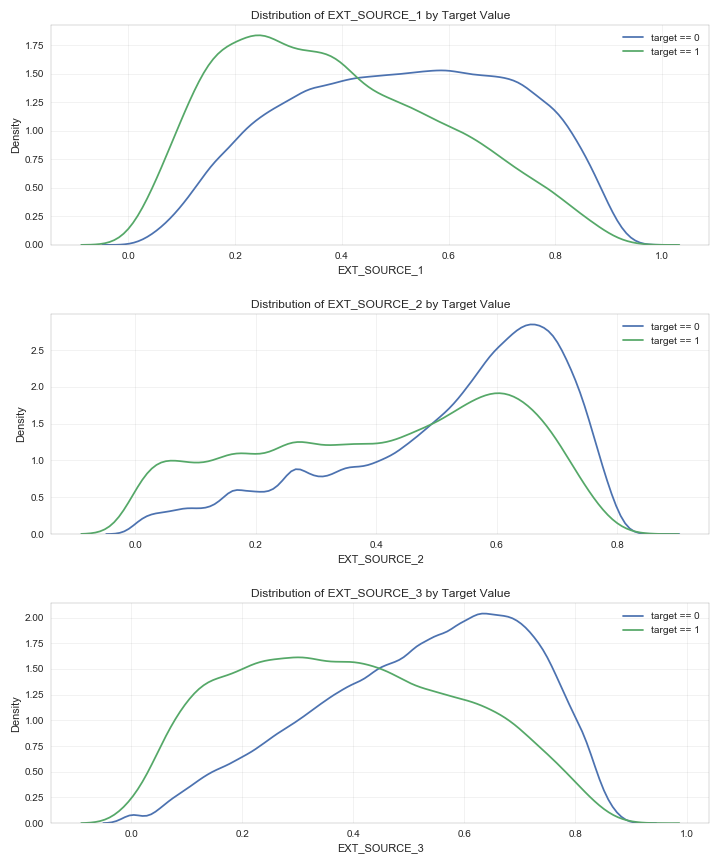 Distribution of EXT_SOURCE_1 by Target Value
target == 0
target == 1
1.75
1.50
1.25
1.00
0.75
0.50
0.25
0.00
Density
0.0 0.2 0.4 0.6 0.8 1.0
EXT_SOURCE_1
Distribution of EXT_SOURCE_2 by Target Value
target == 0
target == 1
2.5
2.0
1.5
1.0
0.5
0.0
Density
0.0 0.2 0.4 0.6 0.8
EXT_SOURCE_2
Distribution of EXT_SOURCE_3 by Target Value
target == 0
target == 1
2.00
1.75
1.50
1.25
1.00
0.75
0.50
0.25
0.00
Density
0.0 0.2 0.4 0.6 0.8 1.0
EXT_SOURCE_3